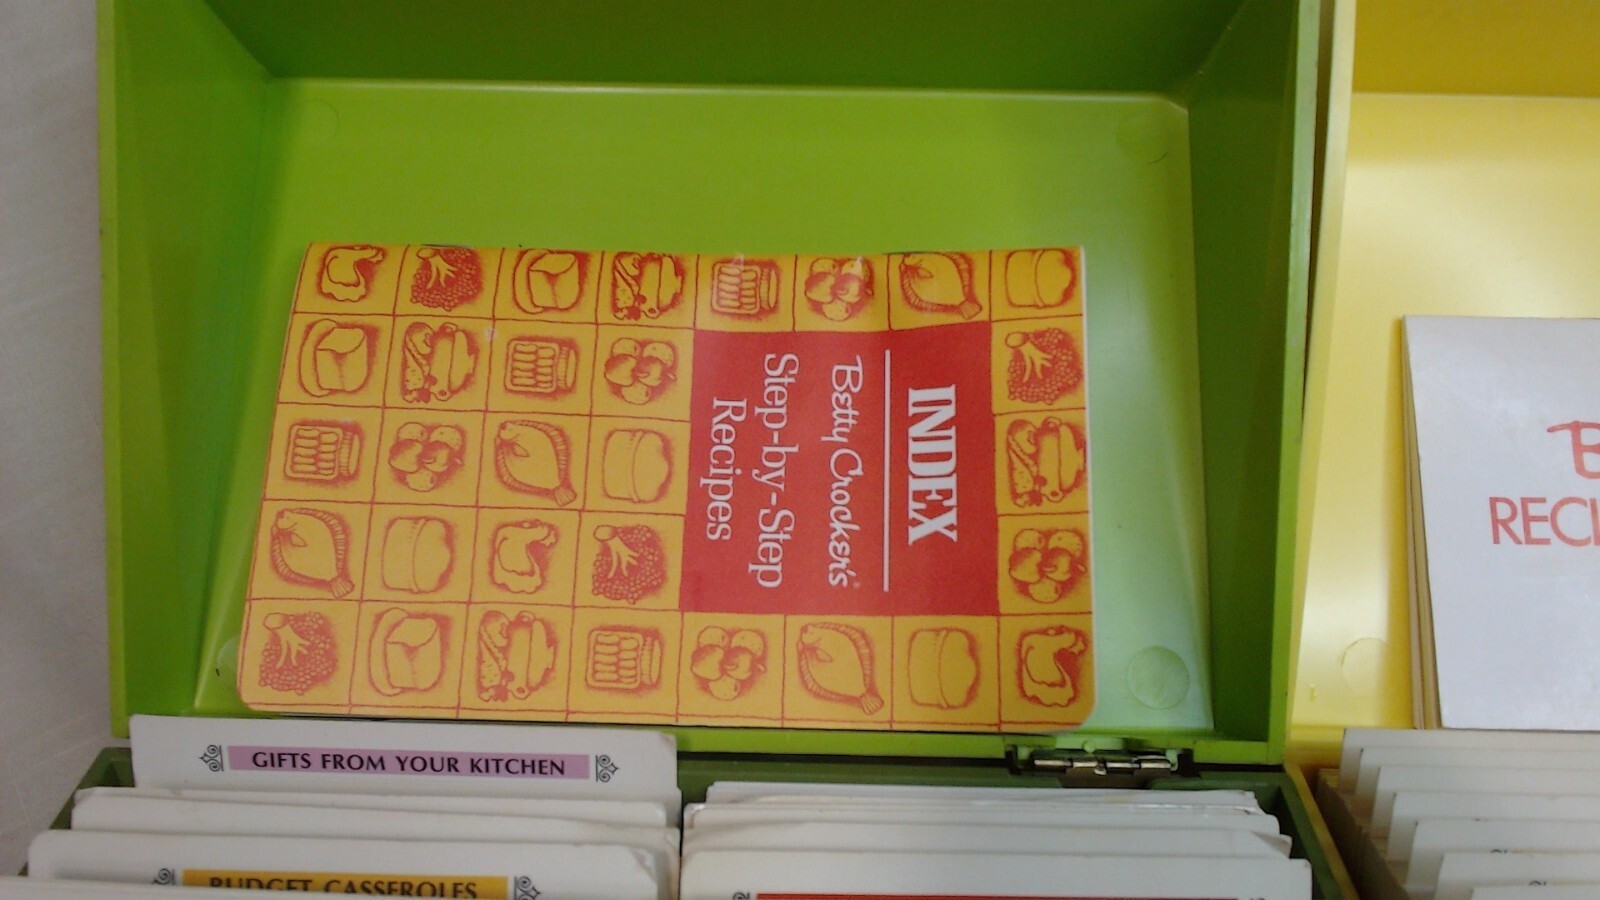 INDEX
Betty Crocker's
Step-by-Step
Recipes
GIFTS FROM YOUR KITCHEN
BUDGET CASSEROLES